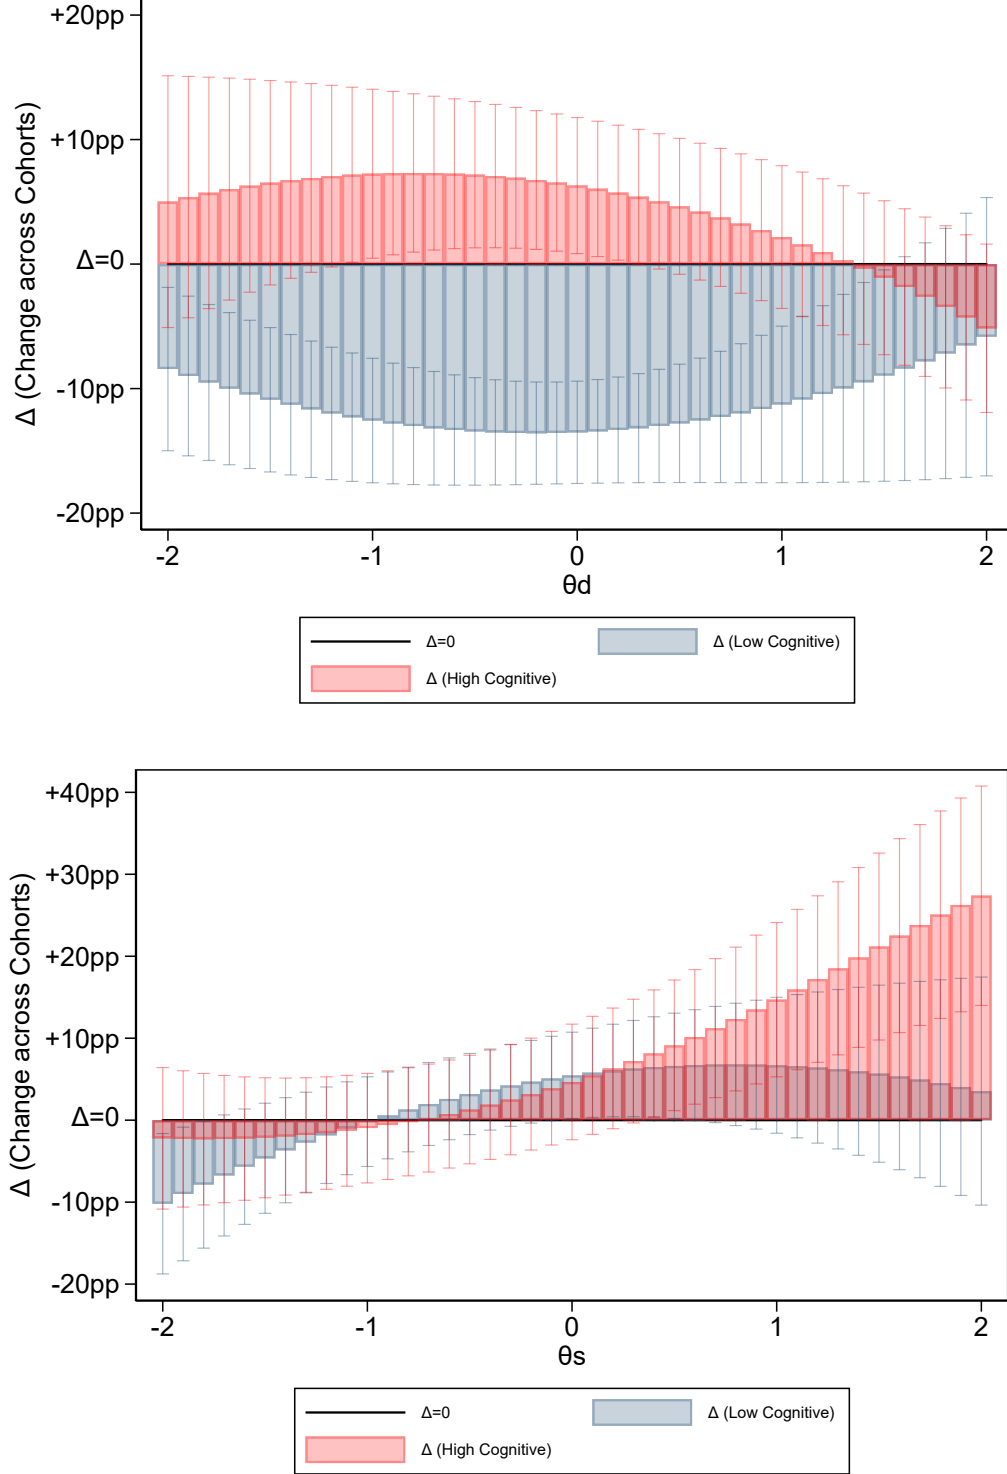 +20pp
+10pp
Δ=0
-10pp
-20pp
Δ (Change across Cohorts)
-2 -1 0 1 2
θd
Δ=0 Δ (Low Cognitive)
Δ (High Cognitive)
+40pp
+30pp
+20pp
+10pp
Δ=0
-10pp
-20pp
Δ (Change across Cohorts)
-2 -1 0 1 2
θs
Δ=0 Δ (Low Cognitive)
Δ (High Cognitive)